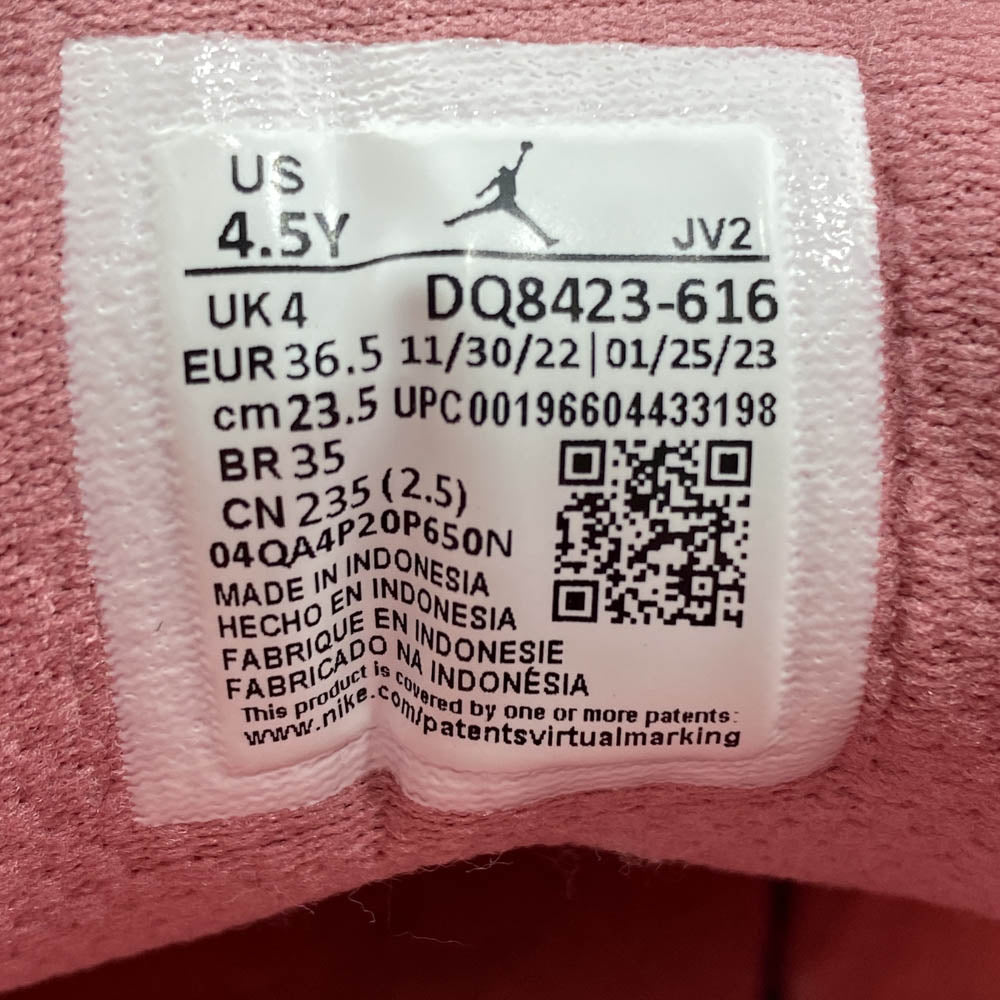 US
4.5Y
JV2
UK 4
DQ8423-616
EUR 36.5
11/30/22 | 01/25/23
cm 23.5
UPC 00196604433198
BR 35
CN 235 (2.5)
04QA4P20P650N
MADE IN INDONESIA
HECHO EN INDONESIA
FABRIQUE EN INDONESIE
FABRICADO NA INDONÉSIA
This product is covered by one or more patents:
www.nike.com/patentsvirtualmarking